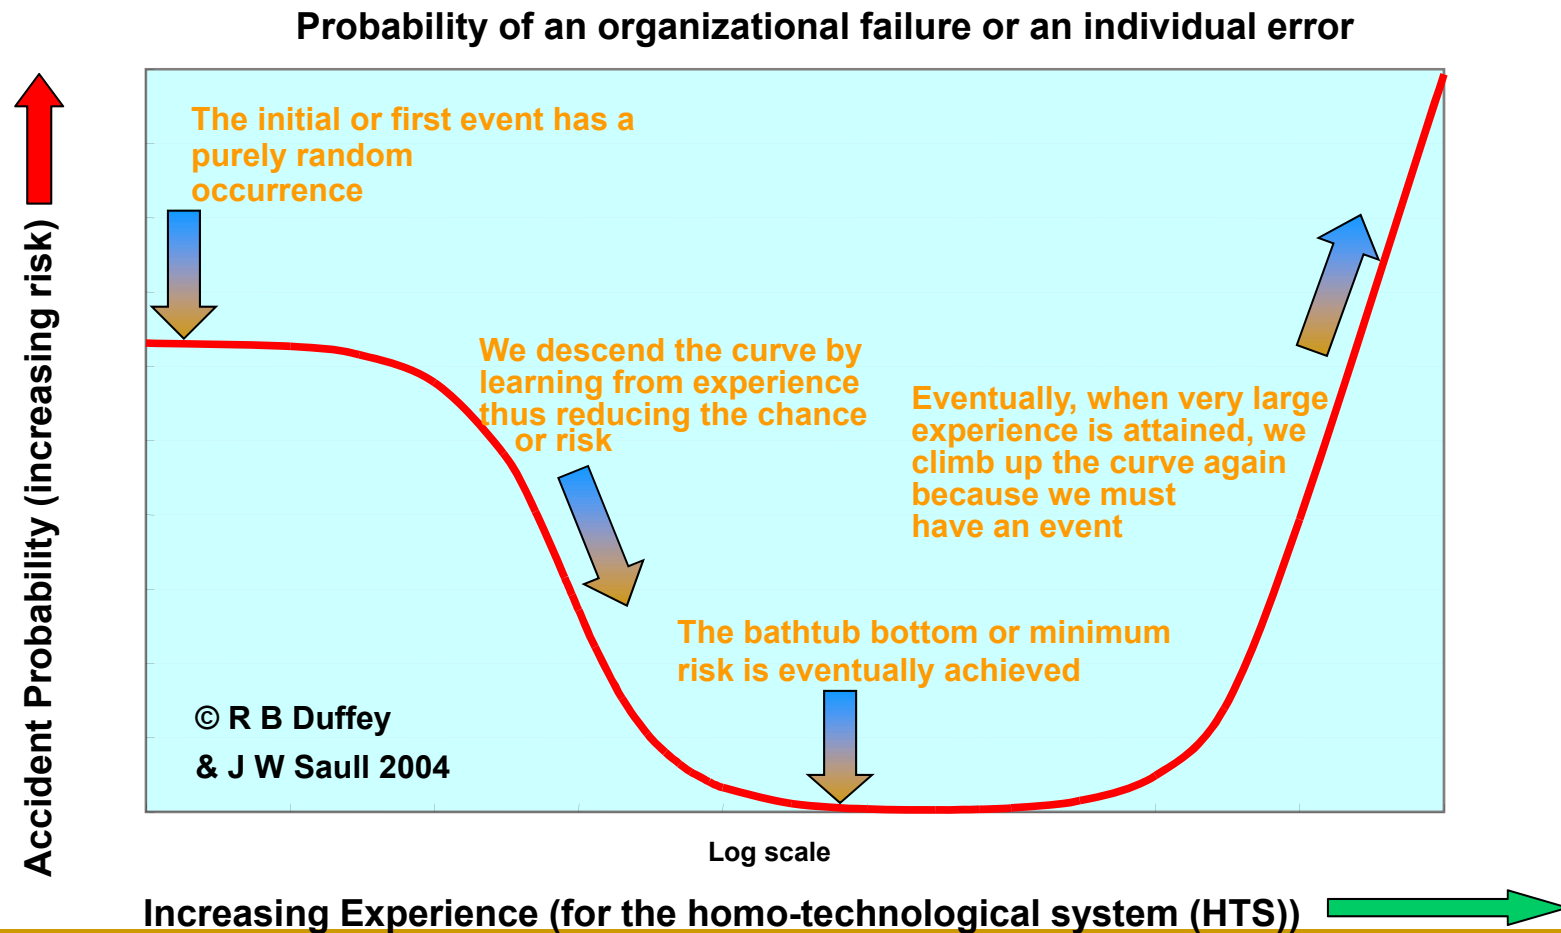 Probability of an organizational failure or an individual error
Accident Probability (increasing risk)
The initial or first event has a
purely random
occurrence
We descend the curve by
learning from experience
thus reducing the chance
or risk
Eventually, when very large
experience is attained, we
climb up the curve again
because we must
have an event
The bathtub bottom or minimum
risk is eventually achieved
© R B Duffey
& J W Saull 2004
Log scale
Increasing Experience (for the homo-technological system (HTS))